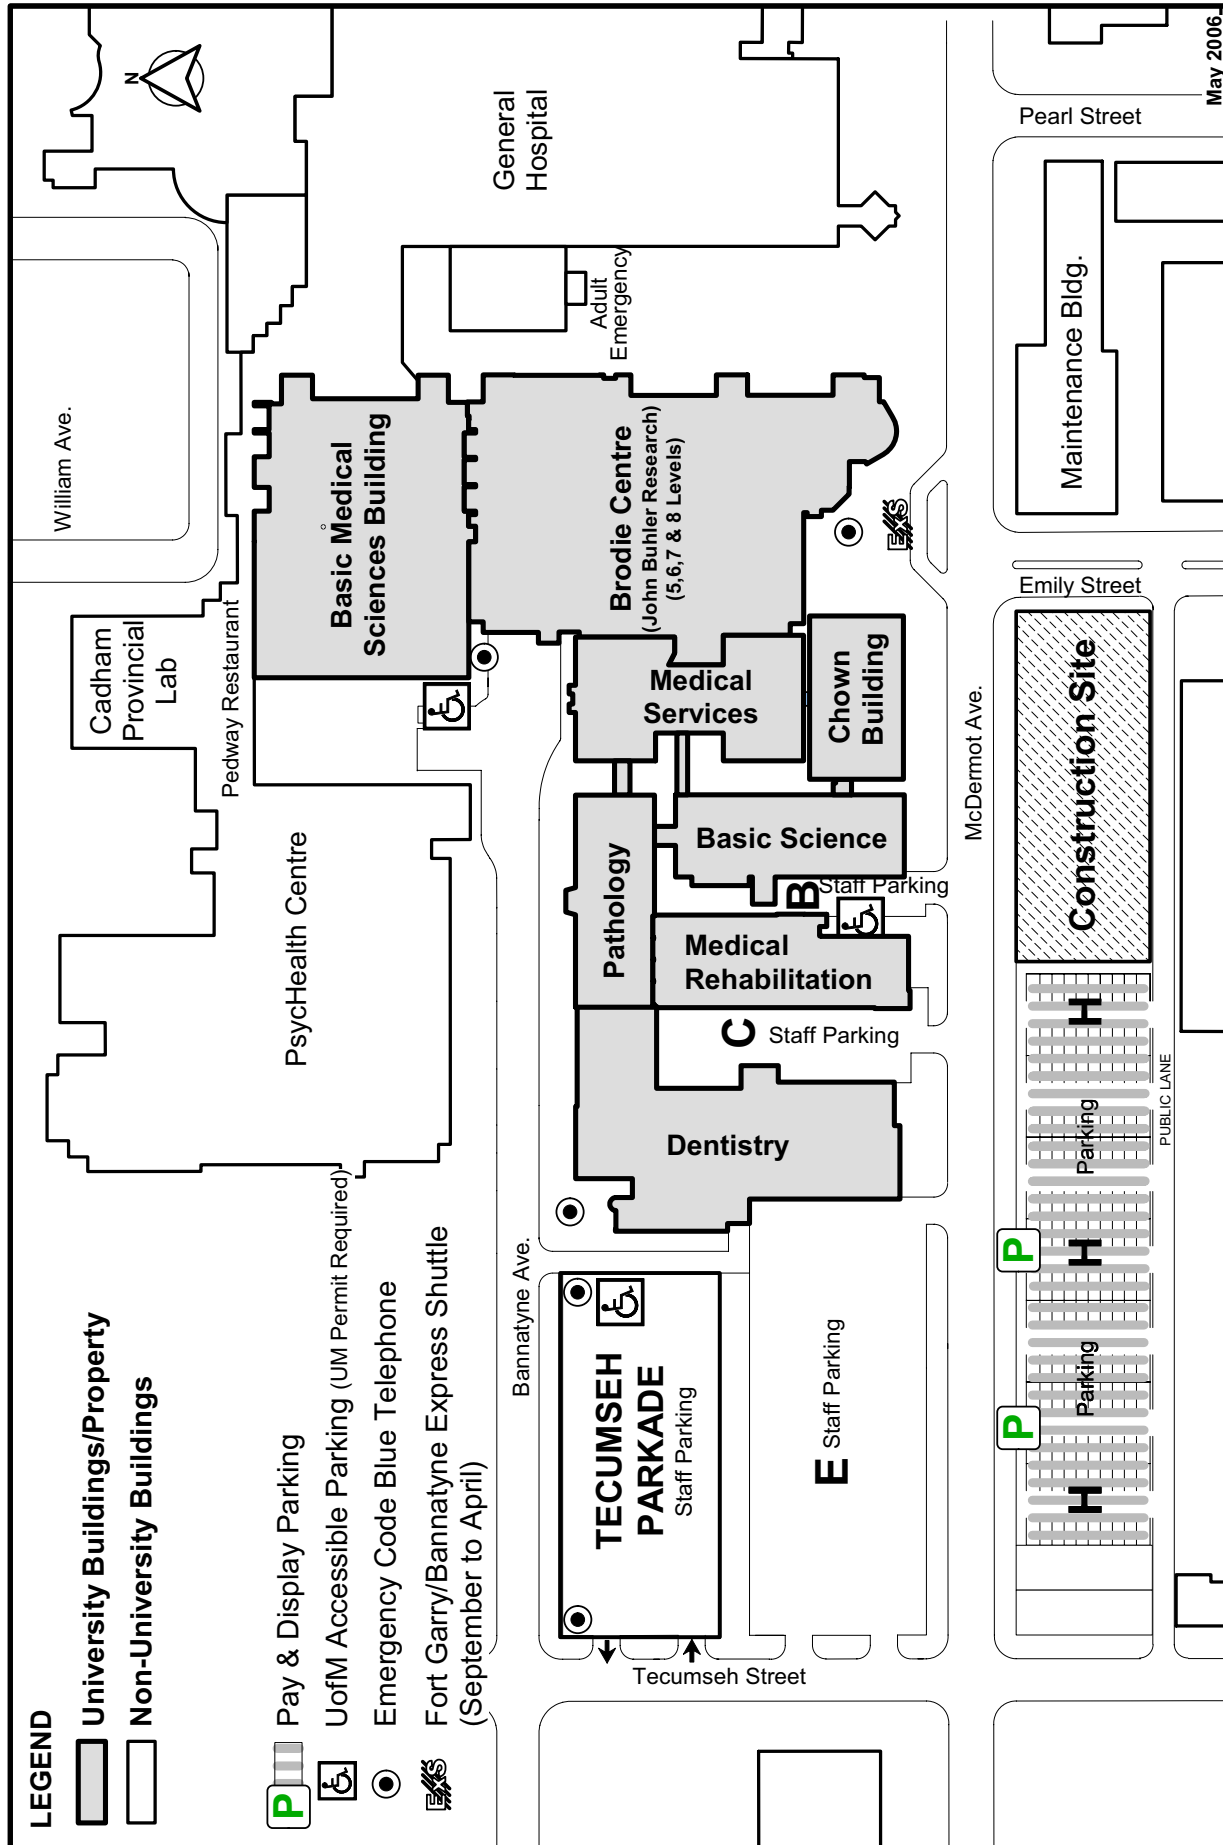 LEGEND
University Buildings/Property
Non-University Buildings
P
Pay & Display Parking
UofM Accessible Parking (UM Permit Required)
Emergency Code Blue Telephone
EX*S
Fort Garry/Bannatyne Express Shuttle
(September to April)
N
William Ave.
Cadham
Provincial
Lab
Pedway Restaurant
PsycHealth Centre
Basic Medical
Sciences Building
General
Hospital
Adult
Emergency
Bannatyne Ave.
Brodie Centre
(John Buhler Research)
(5,6,7 & 8 Levels)
Medical
Services
Chown
Building
Pathology
Basic Science
B
Staff Parking
Medical
Rehabilitation
C
Staff Parking
Dentistry
TECUMSEH
PARKADE
Staff Parking
E Staff Parking
Tecumseh Street
EX*S
McDermot Ave.
P
P
H
Parking
H
Parking
H
Construction Site
PUBLIC LANE
Emily Street
Maintenance Bldg.
Pearl Street
May 2006